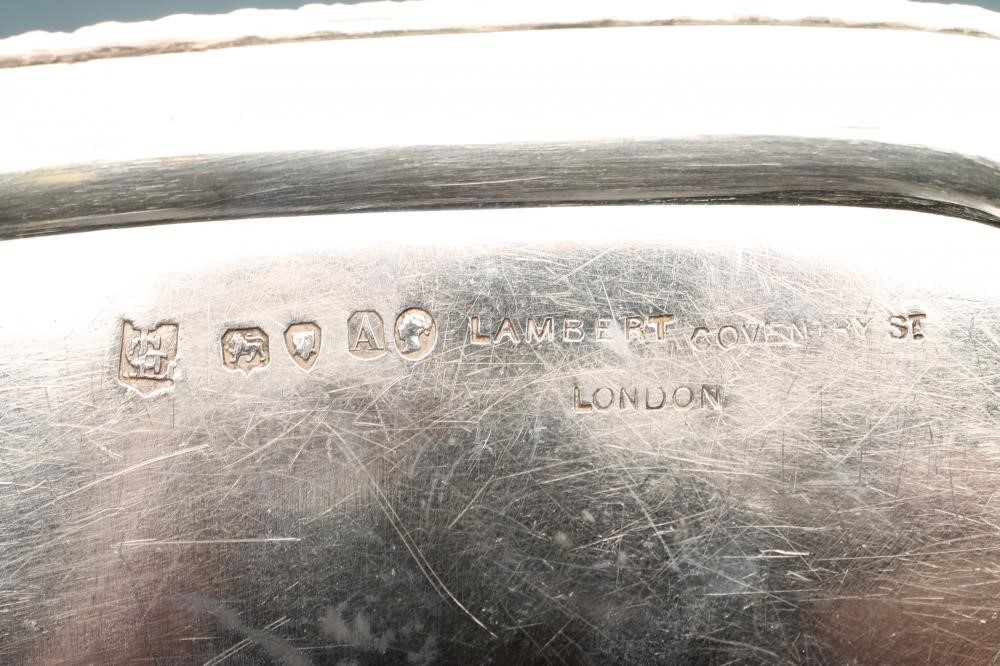 A LAMBERT COVENTRY ST.
LONDON